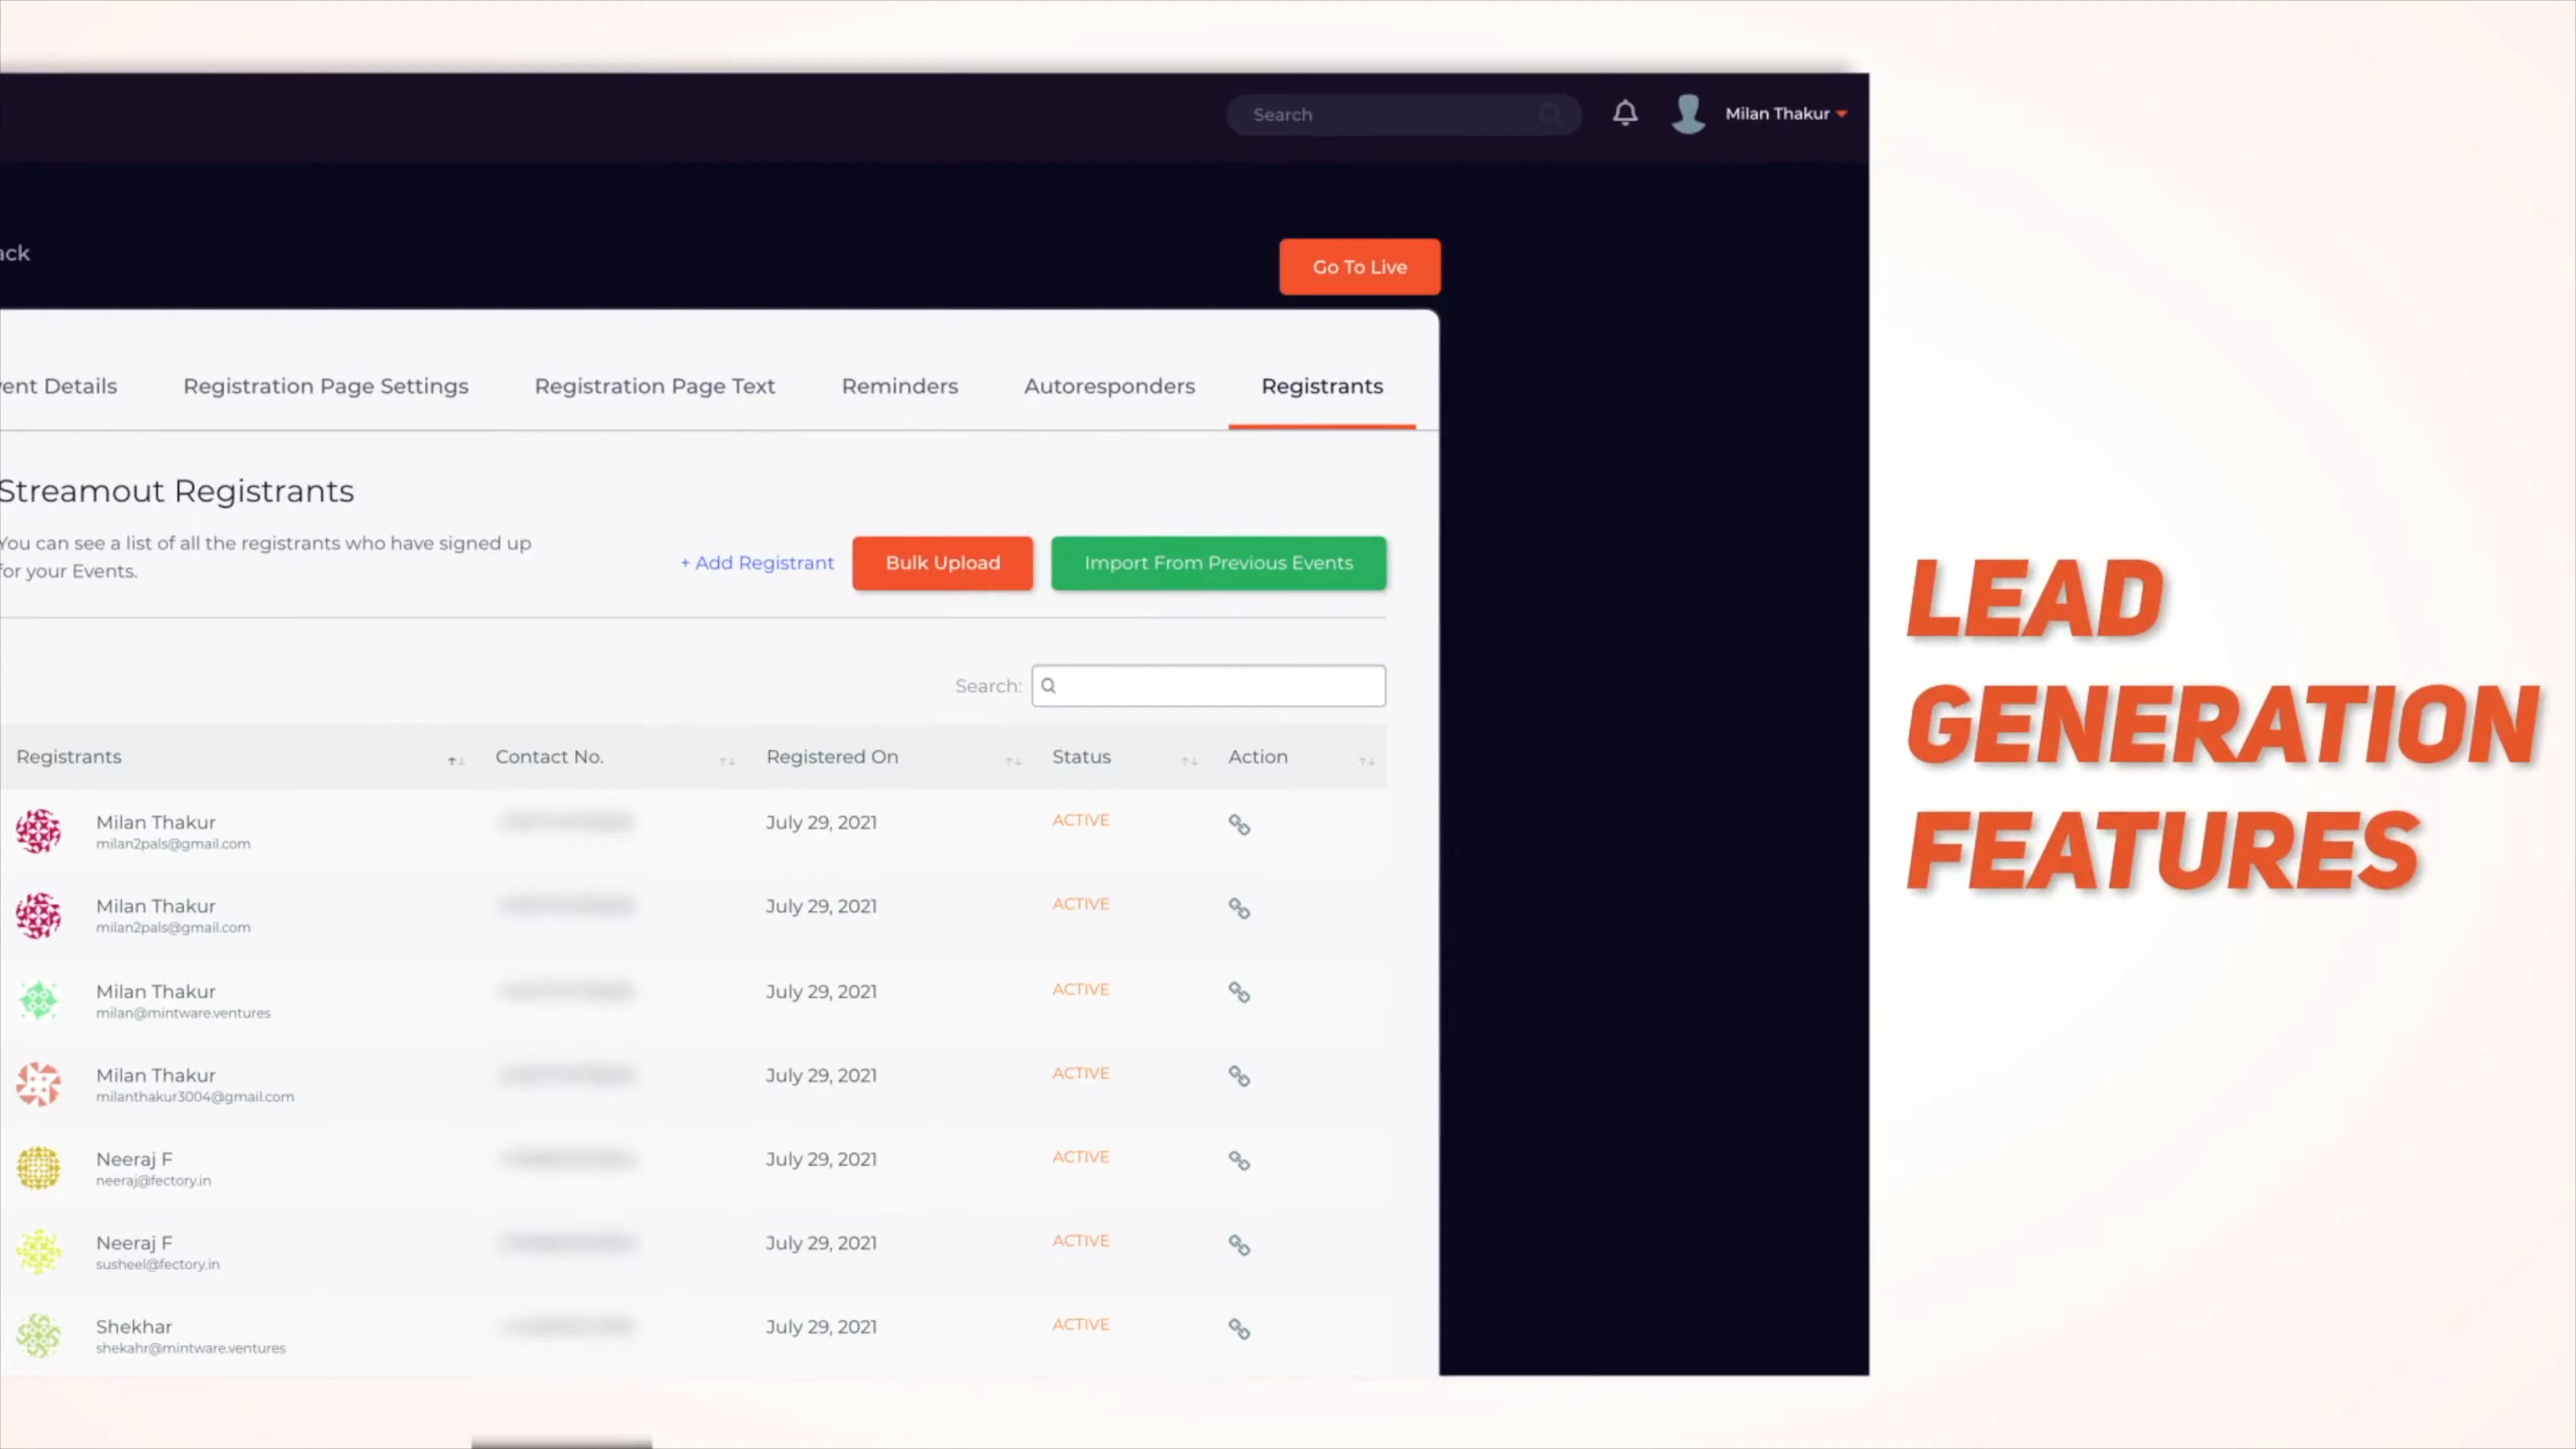 Search
Milan Thakur
ack
Go To Live
ent Details
Registration Page Settings
Registration Page Text
Reminders
Autoresponders
Registrants
Streamout Registrants
You can see a list of all the registrants who have signed up
for your Events.
+ Add Registrant
Bulk Upload
Import From Previous Events
Search:
Registrants
Contact No.
Registered On
Status
Action
Milan Thakur
milan2pals@gmail.com
July 29, 2021
ACTIVE
Milan Thakur
milan2pals@gmail.com
July 29, 2021
ACTIVE
Milan Thakur
milan@mintware.ventures
July 29, 2021
ACTIVE
Milan Thakur
milanthakur3004@gmail.com
July 29, 2021
ACTIVE
Neeraj F
neeraj@fectory.in
July 29, 2021
ACTIVE
Neeraj F
susheel@fectory.in
July 29, 2021
ACTIVE
Shekhar
shekahr@mintware.ventures
July 29, 2021
ACTIVE
LEAD
GENERATION
FEATURES